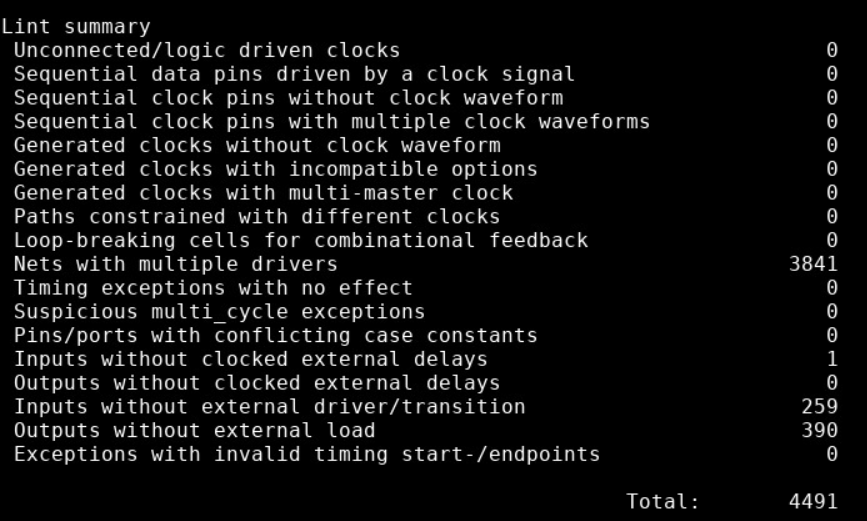 Lint summary
Unconnected/logic driven clocks 0
Sequential data pins driven by a clock signal 0
Sequential clock pins without clock waveform 0
Sequential clock pins with multiple clock waveforms 0
Generated clocks without clock waveform 0
Generated clocks with incompatible options 0
Generated clocks with multi-master clock 0
Paths constrained with different clocks 0
Loop-breaking cells for combinational feedback 0
Nets with multiple drivers 3841
Timing exceptions with no effect 0
Suspicious multi_cycle exceptions 0
Pins/ports with conflicting case constants 0
Inputs without clocked external delays 1
Outputs without clocked external delays 0
Inputs without external driver/transition 259
Outputs without external load 390
Exceptions with invalid timing start-/endpoints 0
Total: 4491